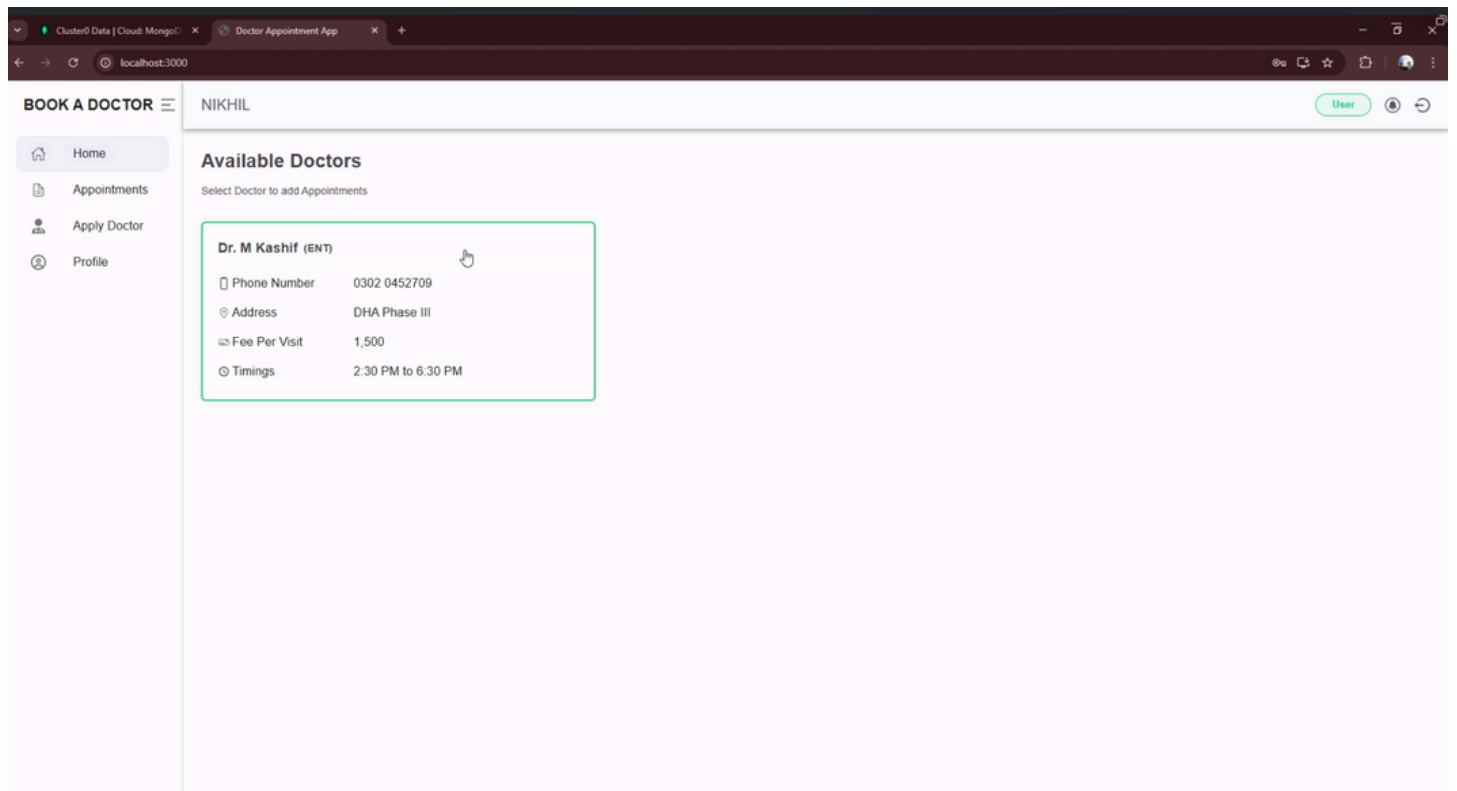 Cluster0 Data | Cloud: MongoD
Doctor Appointment App
localhost:3000
BOOK A DOCTOR
NIKHIL
User
Home
Appointments
Apply Doctor
Profile
Available Doctors
Select Doctor to add Appointments
Dr. M Kashif (ENT)
Phone Number 0302 0452709
Address DHA Phase III
Fee Per Visit 1,500
Timings 2:30 PM to 6:30 PM